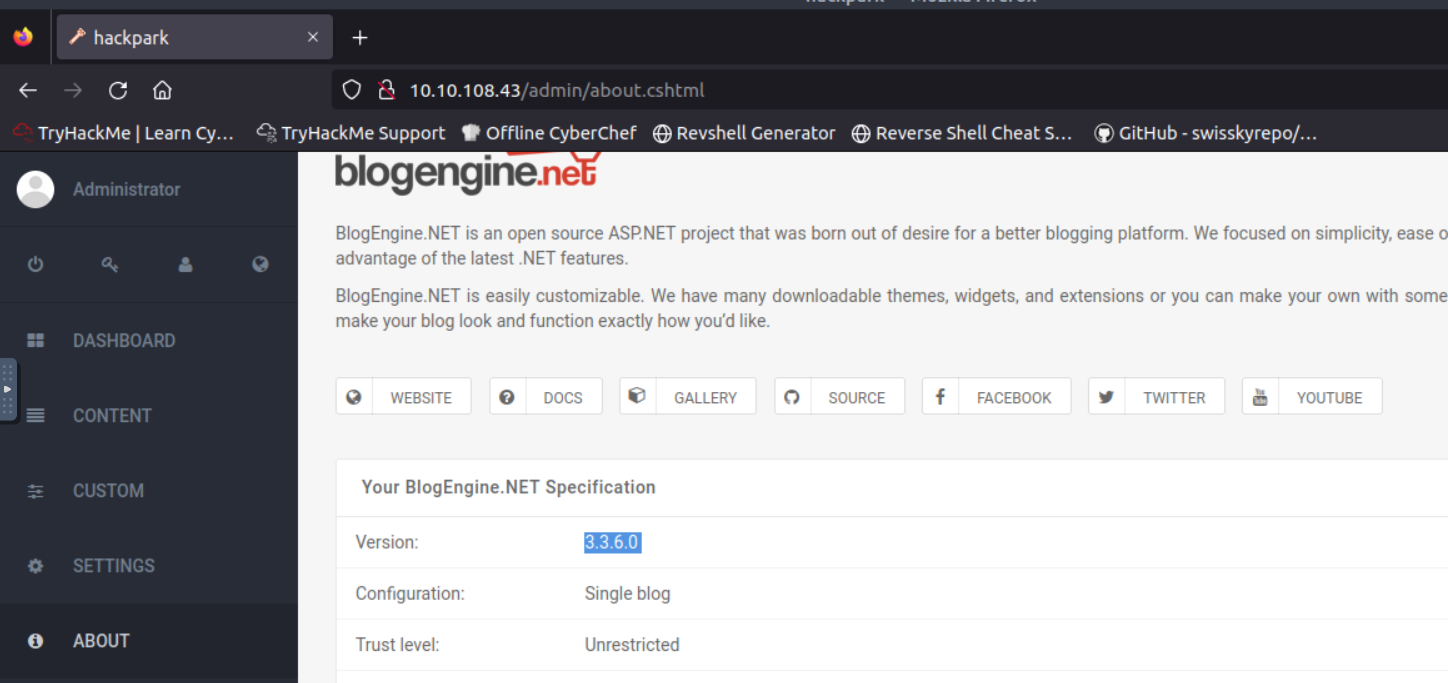 hackpark
10.10.108.43/admin/about.cshtml
TryHackMe | Learn Cy… TryHackMe Support Offline CyberChef Revshell Generator Reverse Shell Cheat S… GitHub - swisskyrepo/…
Administrator
DASHBOARD
CONTENT
CUSTOM
SETTINGS
ABOUT
blogengine.net
BlogEngine.NET is an open source ASP.NET project that was born out of desire for a better blogging platform. We focused on simplicity, ease o
advantage of the latest .NET features.
BlogEngine.NET is easily customizable. We have many downloadable themes, widgets, and extensions or you can make your own with some
make your blog look and function exactly how you'd like.
WEBSITE DOCS GALLERY SOURCE FACEBOOK TWITTER YOUTUBE
Your BlogEngine.NET Specification
Version: 3.3.6.0
Configuration: Single blog
Trust level: Unrestricted